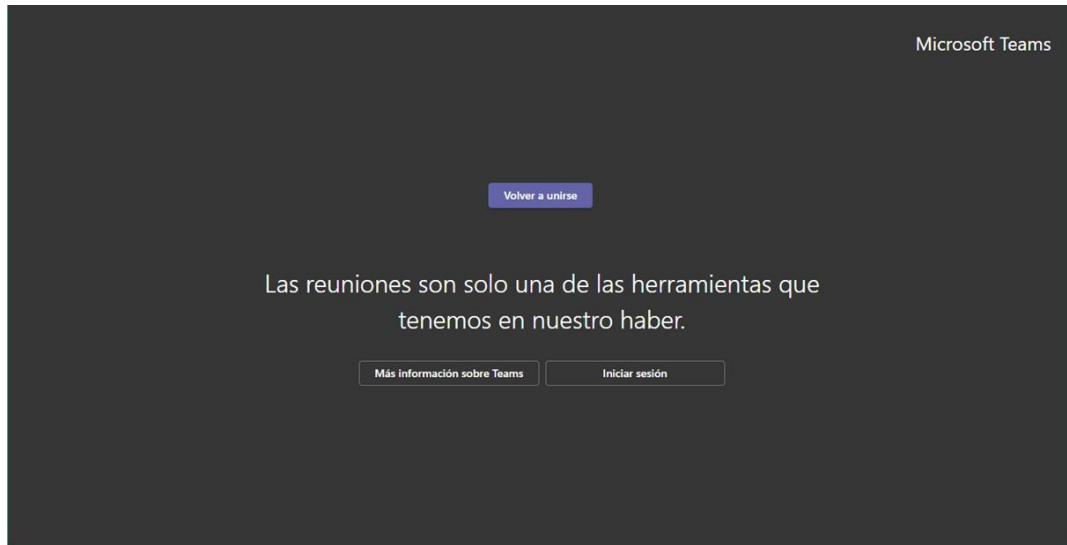 Microsoft Teams
Volver a unirse
Las reuniones son solo una de las herramientas que
tenemos en nuestro haber.
Más información sobre Teams
Iniciar sesión